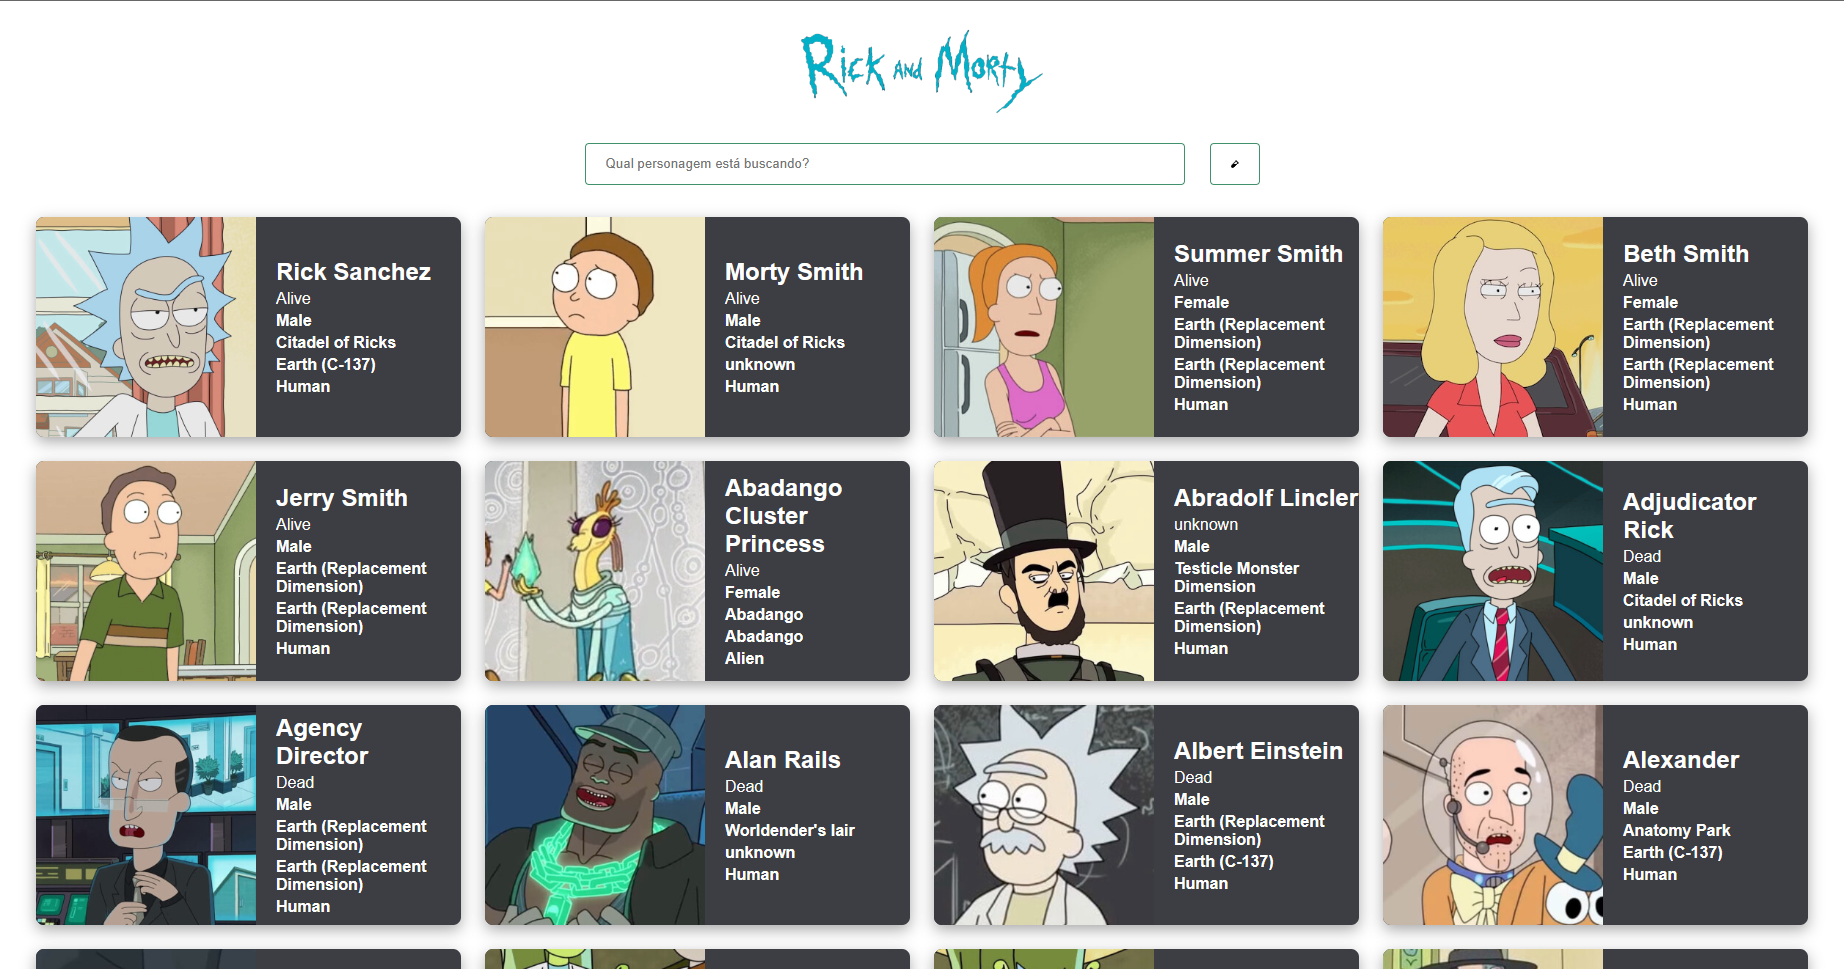 Rick and Morty
Qual personagem está buscando?
Rick Sanchez
Alive
Male
Citadel of Ricks
Earth (C-137)
Human
Morty Smith
Alive
Male
Citadel of Ricks
unknown
Human
Summer Smith
Alive
Female
Earth (Replacement
Dimension)
Earth (Replacement
Dimension)
Human
Beth Smith
Alive
Female
Earth (Replacement
Dimension)
Earth (Replacement
Dimension)
Human
Jerry Smith
Alive
Male
Earth (Replacement
Dimension)
Earth (Replacement
Dimension)
Human
Abadango
Cluster
Princess
Alive
Female
Abadango
Abadango
Alien
Abradolf Lincler
unknown
Male
Testicle Monster
Dimension
Earth (Replacement
Dimension)
Human
Adjudicator
Rick
Dead
Male
Citadel of Ricks
unknown
Human
Agency
Director
Dead
Male
Earth (Replacement
Dimension)
Earth (Replacement
Dimension)
Human
Alan Rails
Dead
Male
Worldender's lair
unknown
Human
Albert Einstein
Dead
Male
Earth (Replacement
Dimension)
Earth (C-137)
Human
Alexander
Dead
Male
Anatomy Park
Earth (C-137)
Human